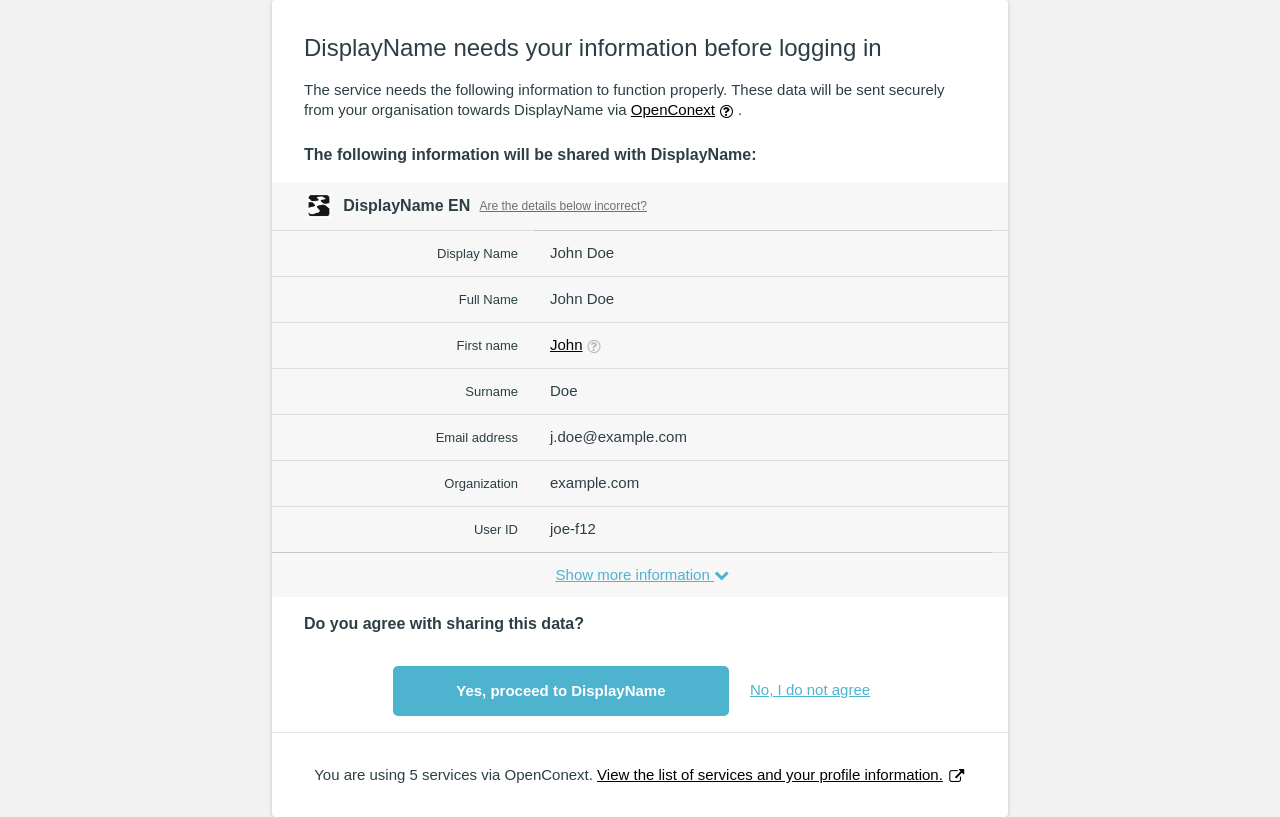 DisplayName needs your information before logging in
The service needs the following information to function properly. These data will be sent securely
from your organisation towards DisplayName via OpenConext ? .
The following information will be shared with DisplayName:
DisplayName EN Are the details below incorrect?
Display Name John Doe
Full Name John Doe
First name John ?
Surname Doe
Email address j.doe@example.com
Organization example.com
User ID joe-f12
Show more information
Do you agree with sharing this data?
Yes, proceed to DisplayName No, I do not agree
You are using 5 services via OpenConext. View the list of services and your profile information.